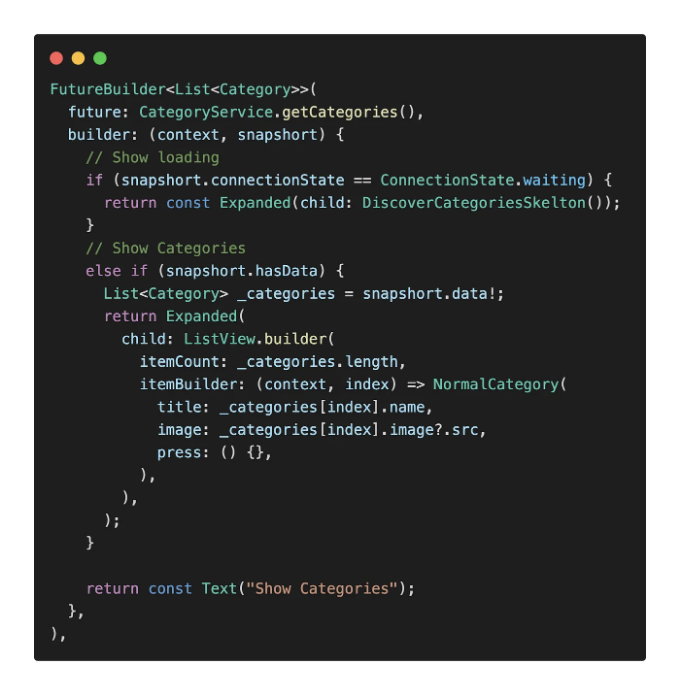 FutureBuilder<List<Category>>(
  future: CategoryService.getCategories(),
  builder: (context, snapshort) {
    // Show loading
    if (snapshort.connectionState == ConnectionState.waiting) {
      return const Expanded(child: DiscoverCategoriesSkelton());
    }
    // Show Categories
    else if (snapshort.hasData) {
      List<Category> _categories = snapshort.data!;
      return Expanded(
        child: ListView.builder(
          itemCount: _categories.length,
          itemBuilder: (context, index) => NormalCategory(
            title: _categories[index].name,
            image: _categories[index].image?.src,
            press: () {},
          ),
        ),
      );
    }

    return const Text("Show Categories");
  },
),